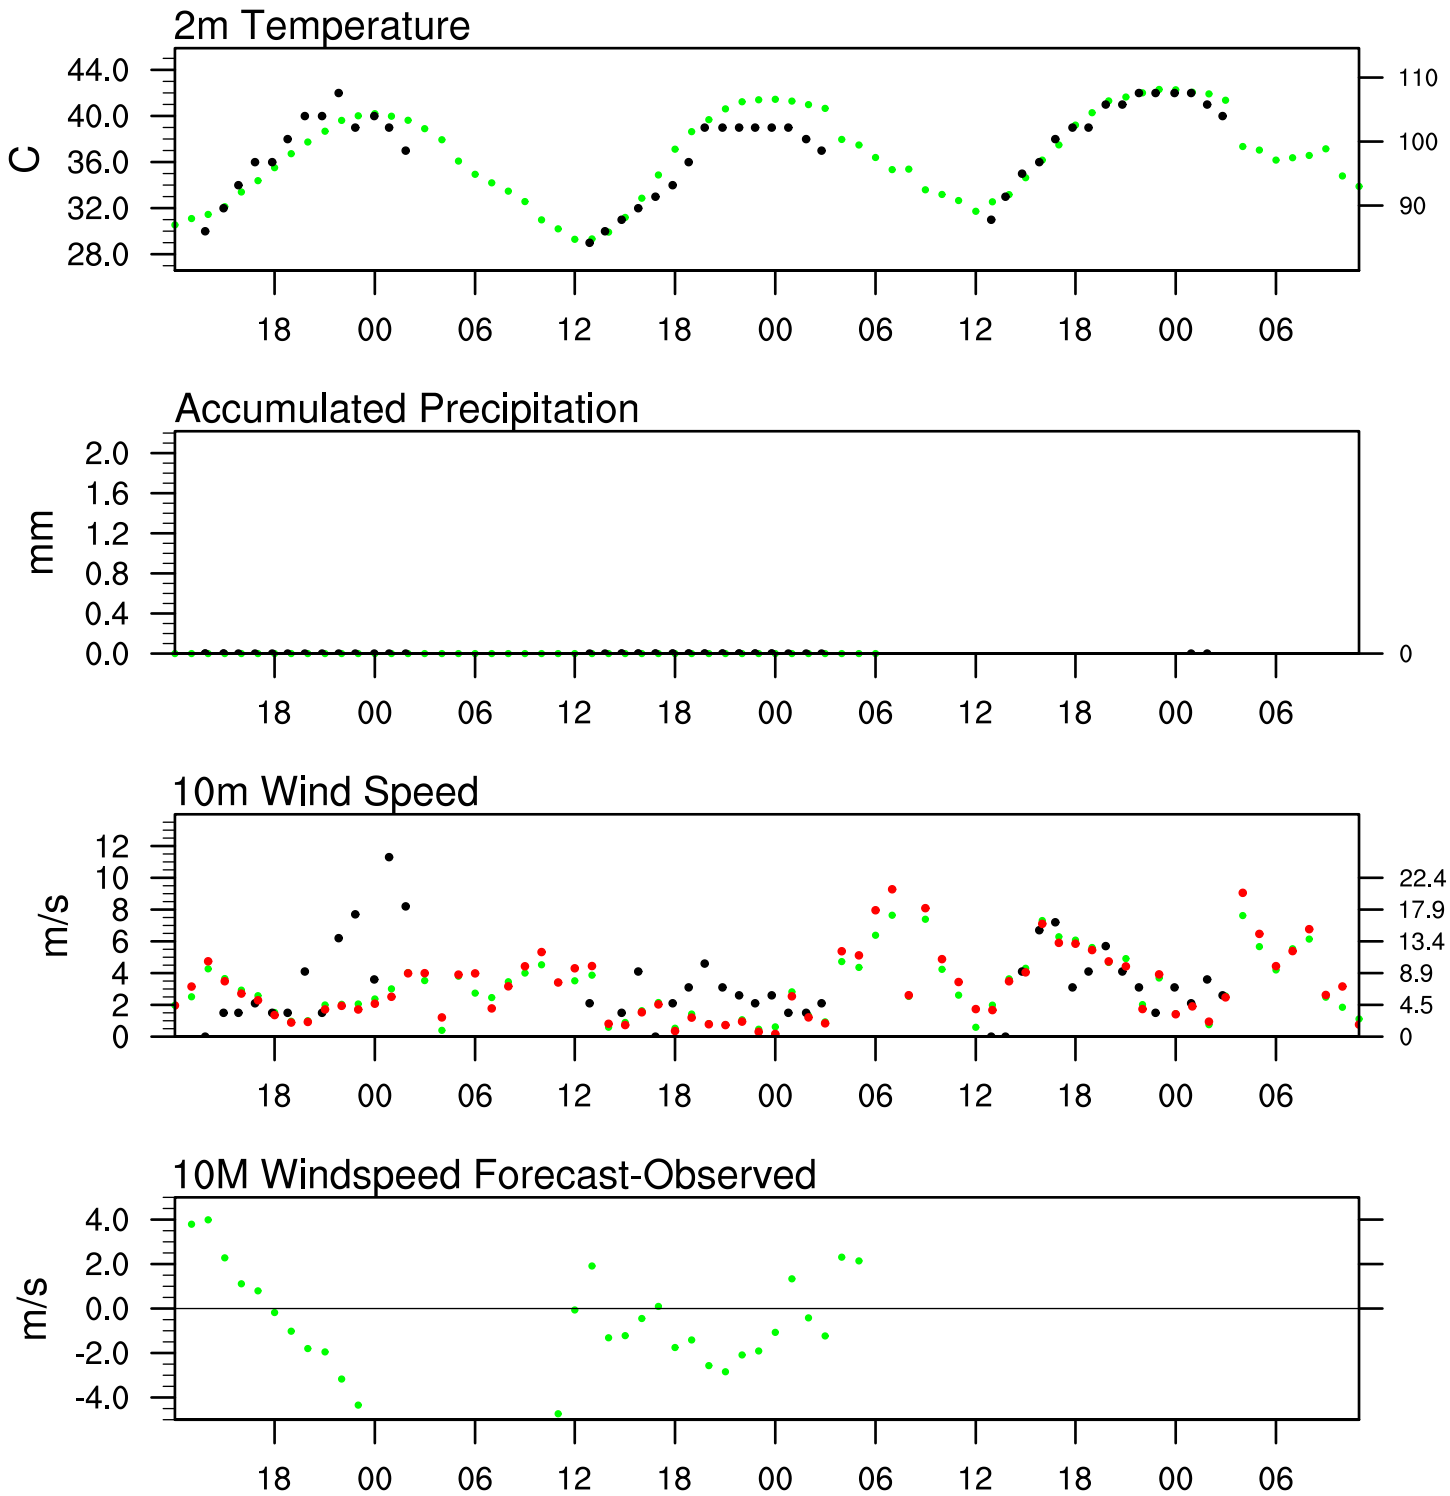 2m Temperature
44.0
40.0
36.0
32.0
28.0
C
110
100
90
18 00 06 12 18 00 06 12 18 00 06
Accumulated Precipitation
2.0
1.6
1.2
0.8
0.4
0.0
mm
0
18 00 06 12 18 00 06 12 18 00 06
10m Wind Speed
12
10
8
6
4
2
0
m/s
22.4
17.9
13.4
8.9
4.5
0
18 00 06 12 18 00 06 12 18 00 06
10M Windspeed Forecast-Observed
4.0
2.0
0.0
-2.0
-4.0
m/s
18 00 06 12 18 00 06 12 18 00 06